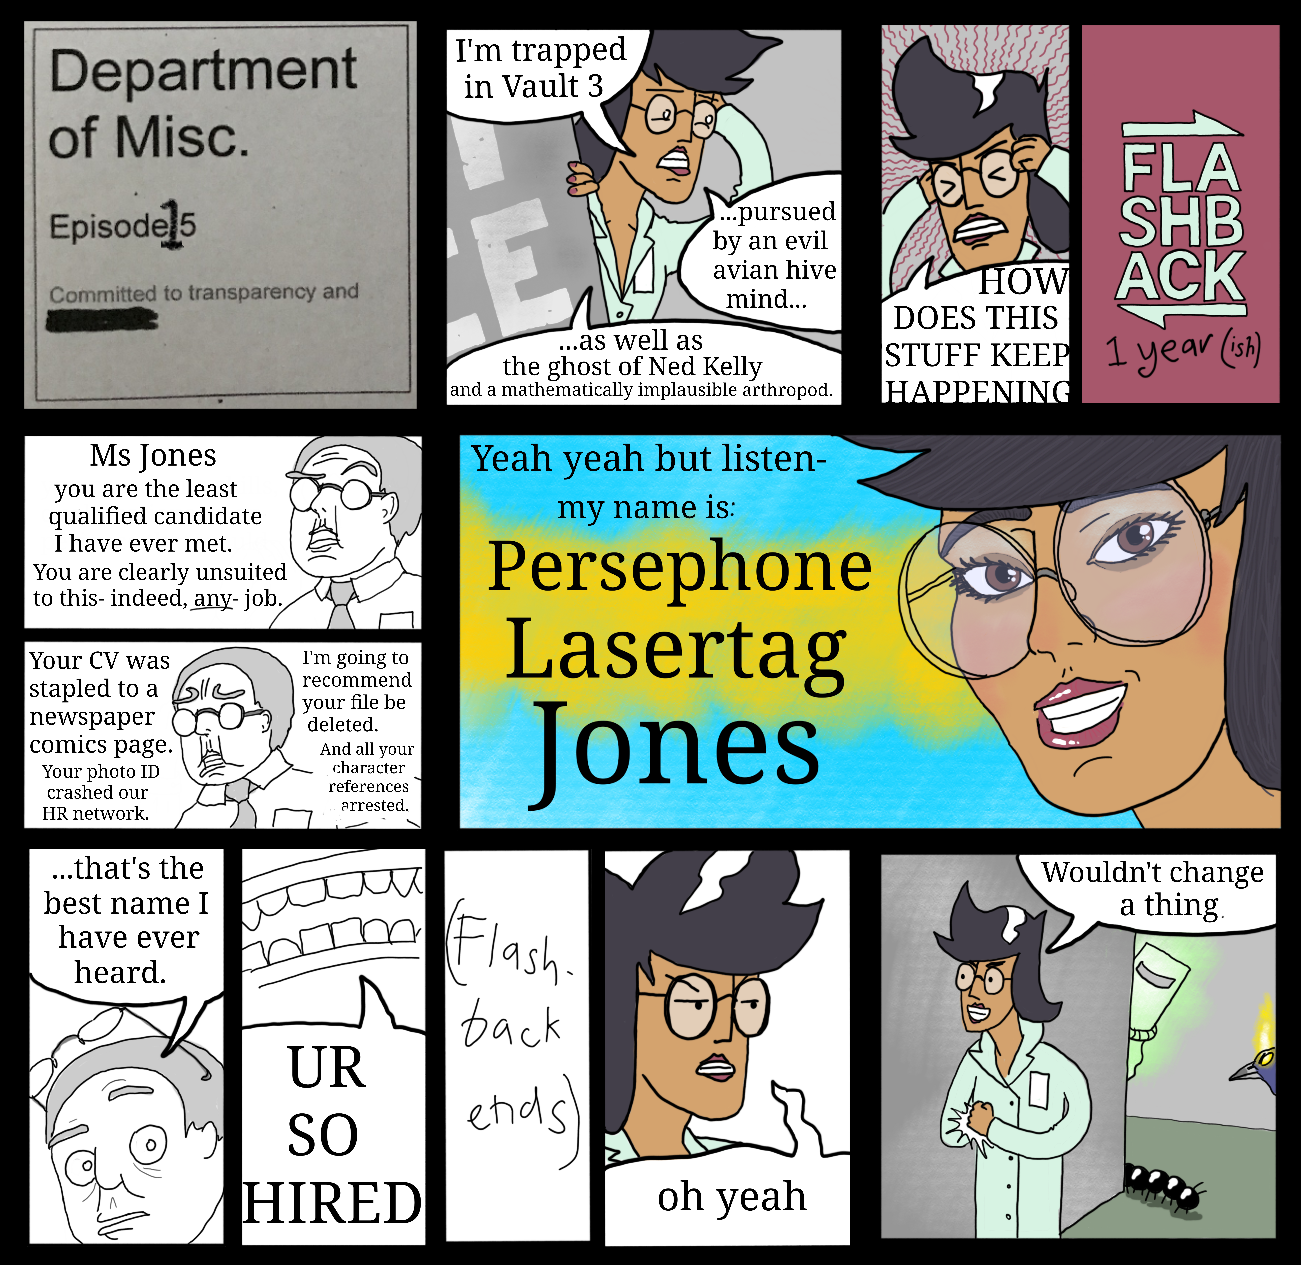 Department
of Misc.
Episode 15
Committed to transparency and
I'm trapped
in Vault 3
...pursued
by an evil
avian hive
mind...
...as well as
the ghost of Ned Kelly
and a mathematically implausible arthropod.
HOW
DOES THIS
STUFF KEEP
HAPPENING
FLA
SHB
ACK
1 year (ish)
Ms Jones
you are the least
qualified candidate
I have ever met.
You are clearly unsuited
to this- indeed, any- job.
Your CV was
stapled to a
newspaper
comics page.
Your photo ID
crashed our
HR network.
I'm going to
recommend
your file be
deleted.
And all your
character
references
arrested.
Yeah yeah but listen-
my name is:
Persephone
Lasertag
Jones
...that's the
best name I
have ever
heard.
UR
SO
HIRED
(Flash-
back
ends)
oh yeah
Wouldn't change
a thing.